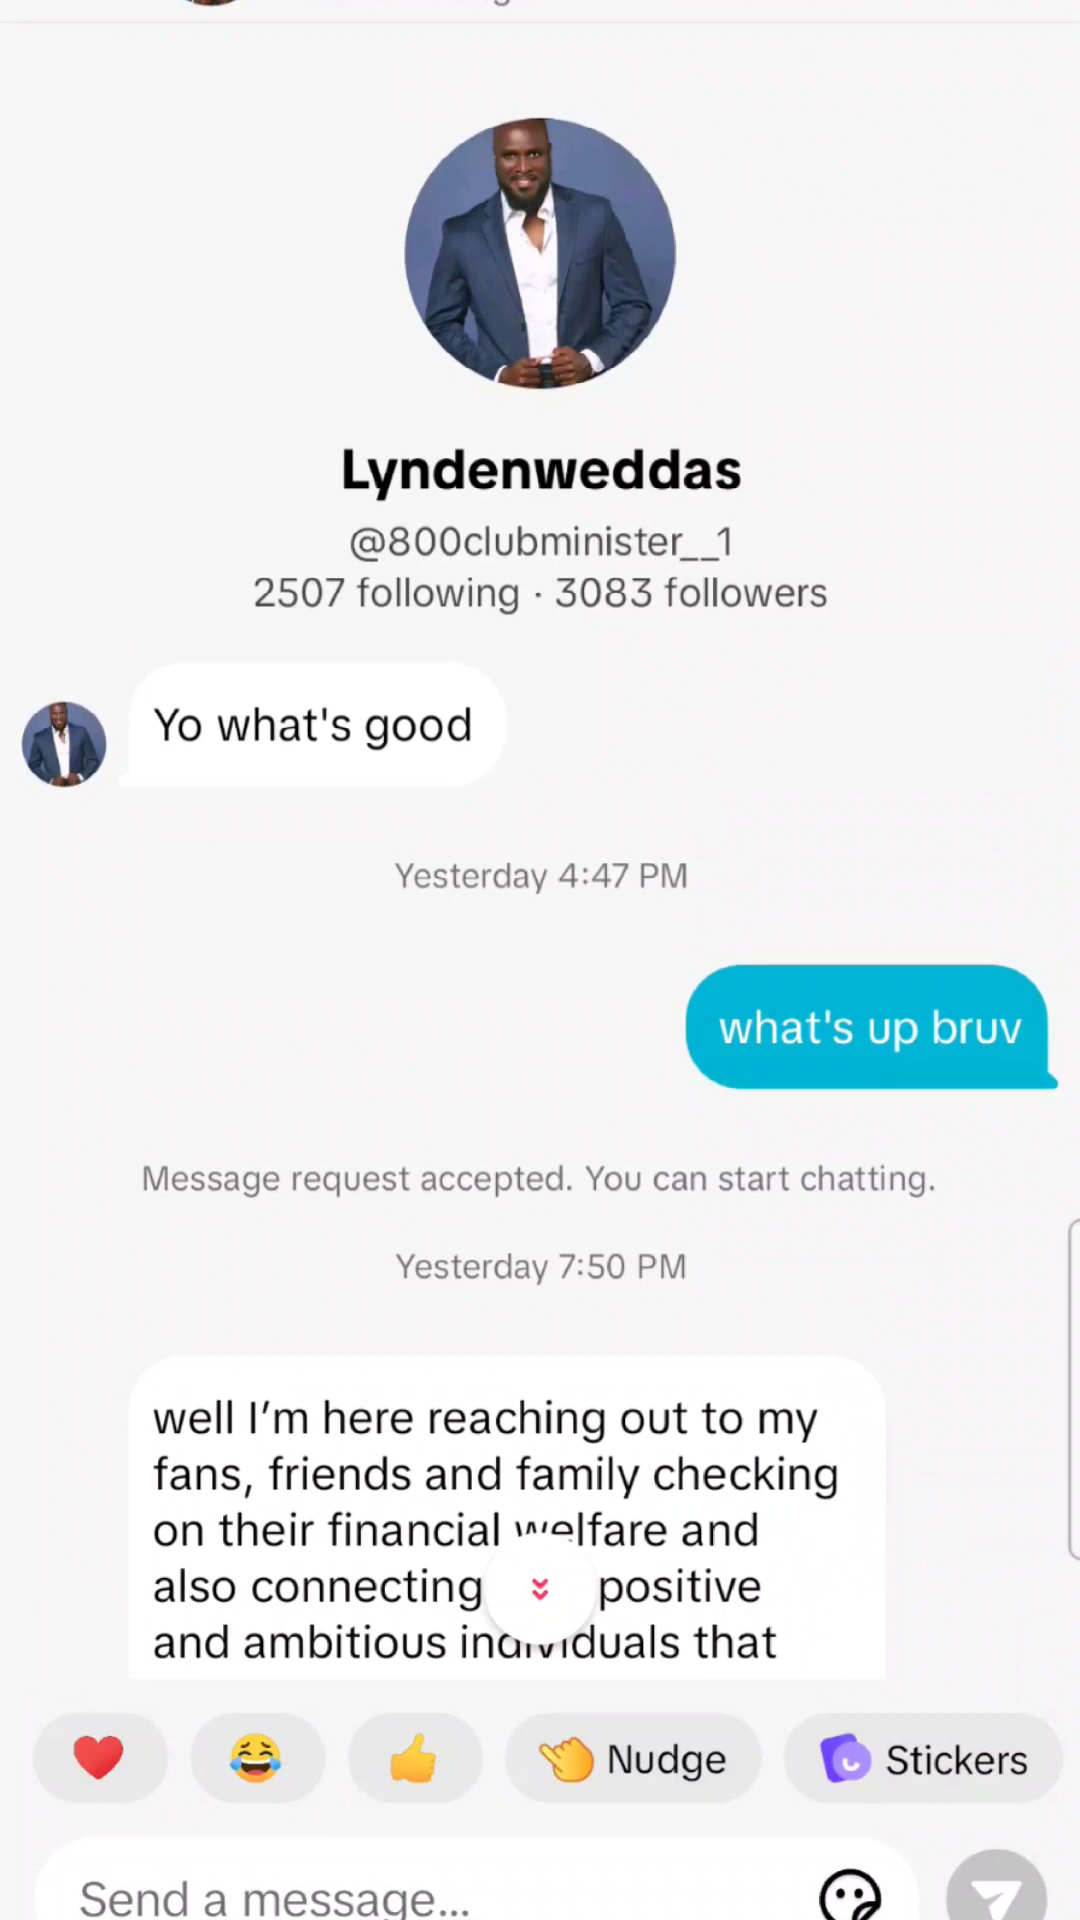 Lyndenweddas
@800clubminister__1
2507 following · 3083 followers
Yo what's good
Yesterday 4:47 PM
what's up bruv
Message request accepted. You can start chatting.
Yesterday 7:50 PM
well I’m here reaching out to my
fans, friends and family checking
on their financial welfare and
also connecting positive
and ambitious individuals that
Nudge
Stickers
Send a message...